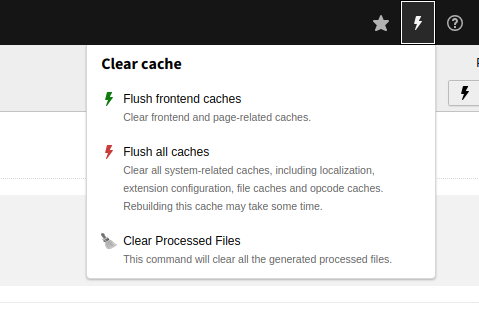 Clear cache
Flush frontend caches
Clear frontend and page-related caches.
Flush all caches
Clear all system-related caches, including localization,
extension configuration, file caches and opcode caches.
Rebuilding this cache may take some time.
Clear Processed Files
This command will clear all the generated processed files.